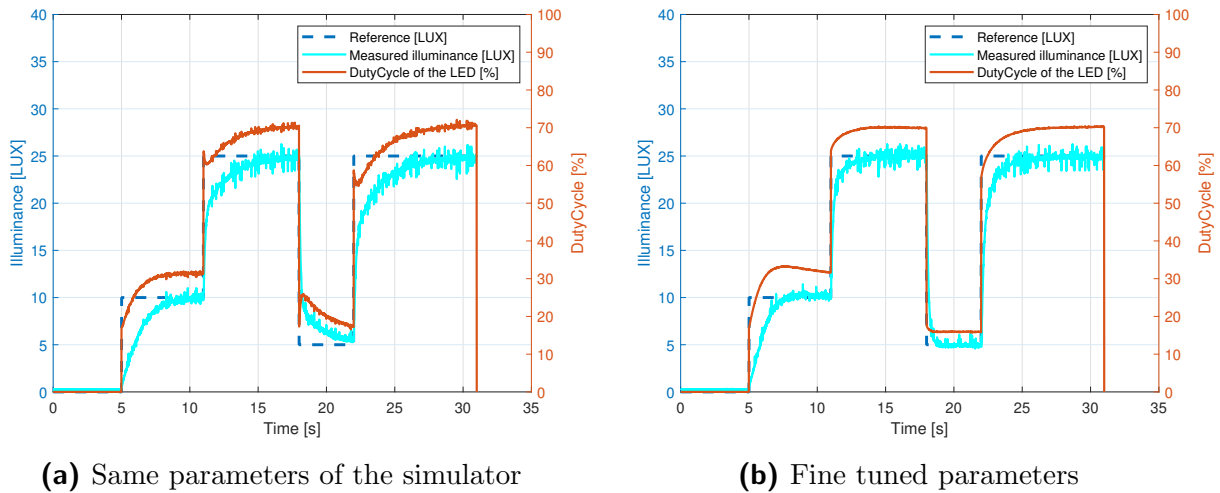 40
35
30
25
20
15
10
5
0
Illuminance [LUX]
0 5 10 15 20 25 30 35
Time [s]
100
90
80
70
60
50
40
30
20
10
0
DutyCycle [%]
Reference [LUX]
Measured illuminance [LUX]
DutyCycle of the LED [%]
(a) Same parameters of the simulator
40
35
30
25
20
15
10
5
0
Illuminance [LUX]
0 5 10 15 20 25 30 35
Time [s]
100
90
80
70
60
50
40
30
20
10
0
DutyCycle [%]
Reference [LUX]
Measured illuminance [LUX]
DutyCycle of the LED [%]
(b) Fine tuned parameters